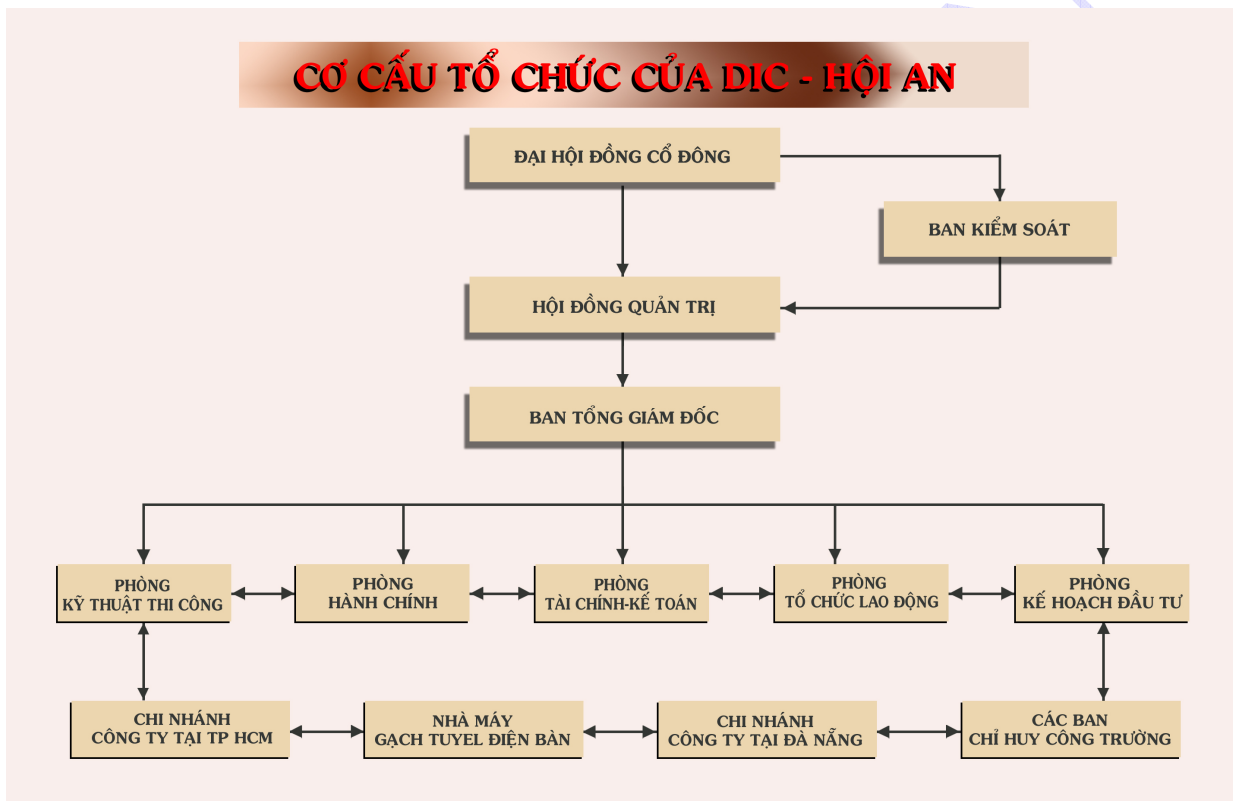 CƠ CẤU TỔ CHỨC CỦA DIC - HỘI AN
ĐẠI HỘI ĐỒNG CỔ ĐÔNG
BAN KIỂM SOÁT
HỘI ĐỒNG QUẢN TRỊ
BAN TỔNG GIÁM ĐỐC
PHÒNG
KỸ THUẬT THI CÔNG
PHÒNG
HÀNH CHÍNH
PHÒNG
TÀI CHÍNH-KẾ TOÁN
PHÒNG
TỔ CHỨC LAO ĐỘNG
PHÒNG
KẾ HOẠCH ĐẦU TƯ
CHI NHÁNH
CÔNG TY TẠI TP HCM
NHÀ MÁY
GẠCH TUYEL ĐIỆN BÀN
CHI NHÁNH
CÔNG TY TẠI ĐÀ NẴNG
CÁC BAN
CHỈ HUY CÔNG TRƯỜNG